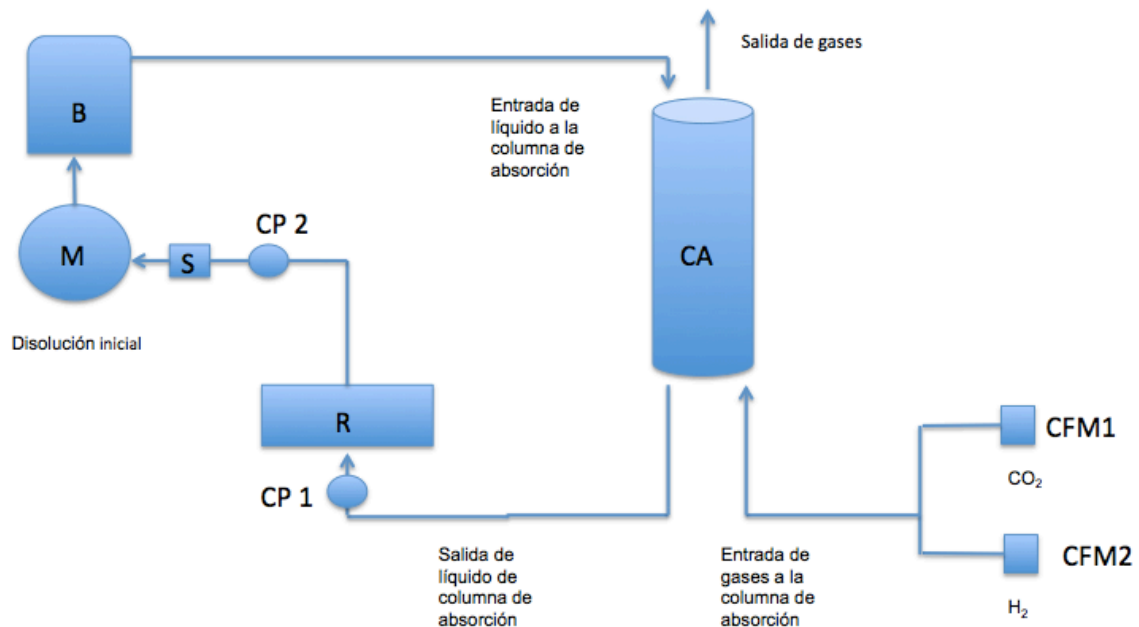 Salida de gases
B
Entrada de
líquido a la
columna de
absorción
CP 2
M
S
CA
Disolución inicial
R
CFM1
CP 1
CO₂
Salida de
líquido de
columna de
absorción
Entrada de
gases a la
columna de
absorción
CFM2
H₂